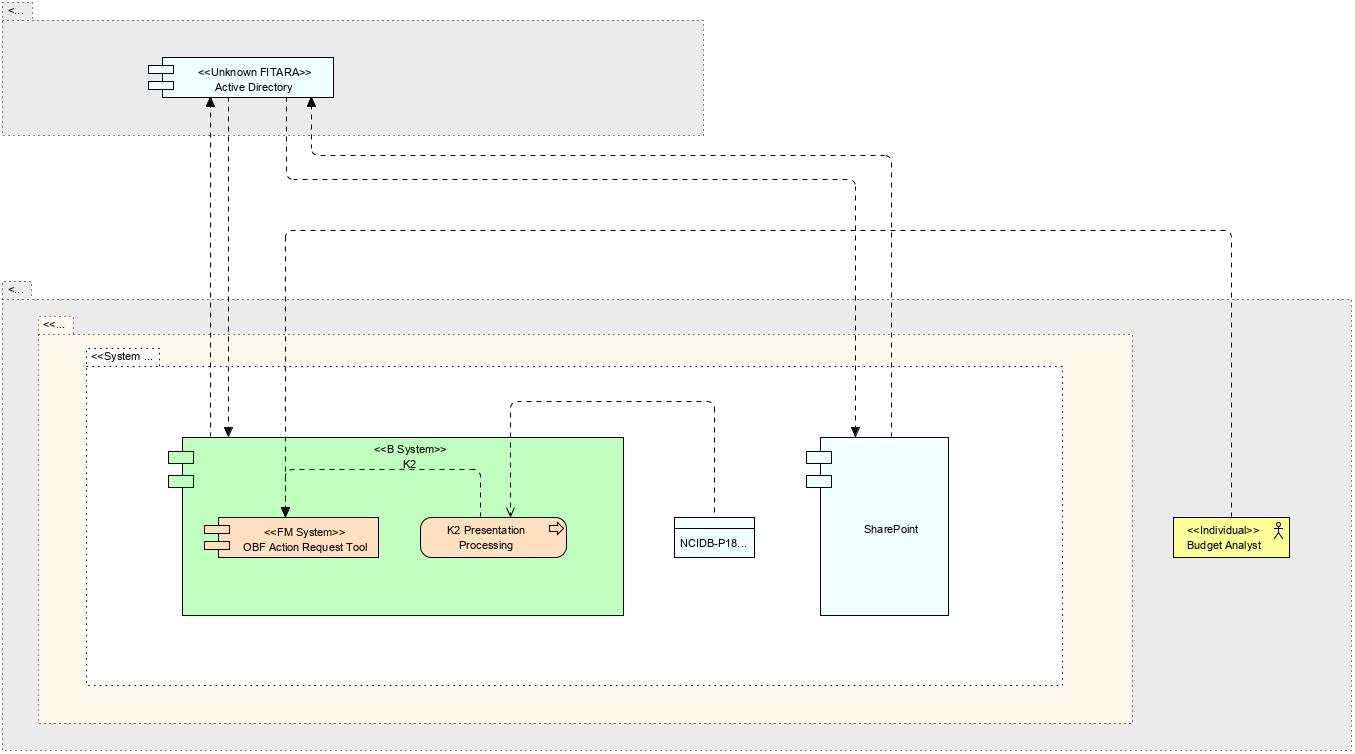 <...
<<Unknown FITARA>>
Active Directory
<...
<<...
<<System ...
<<B System>>
K2
<<FM System>>
OBF Action Request Tool
K2 Presentation
Processing
NCIDB-P18...
SharePoint
<<Individual>>
Budget Analyst